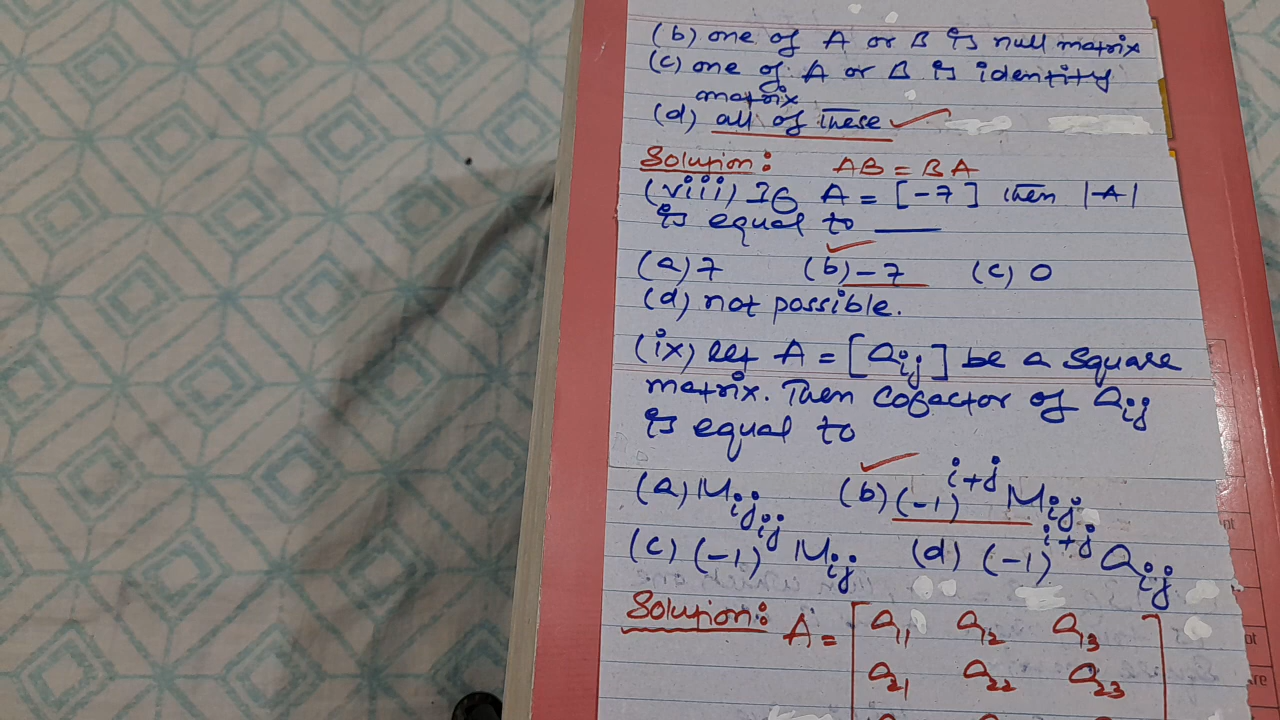 (b) one of A or B is null matrix
(c) one of A or B is identity
matrix
(d) all of these ✓
Solution: AB = BA
(viii) If A = [-7] then |A|
is equal to ___
(a) 7 (b) -7 (c) 0
(d) not possible.
(ix) let A = [aij] be a square
matrix. Then cofactor of aij
is equal to
(a) Mij (b) (-1)^i+j Mij
(c) (-1)^ij Mij (d) (-1)^i+j aij
Solution: A = [ a11 a12 a13 ]
a21 a22 a23